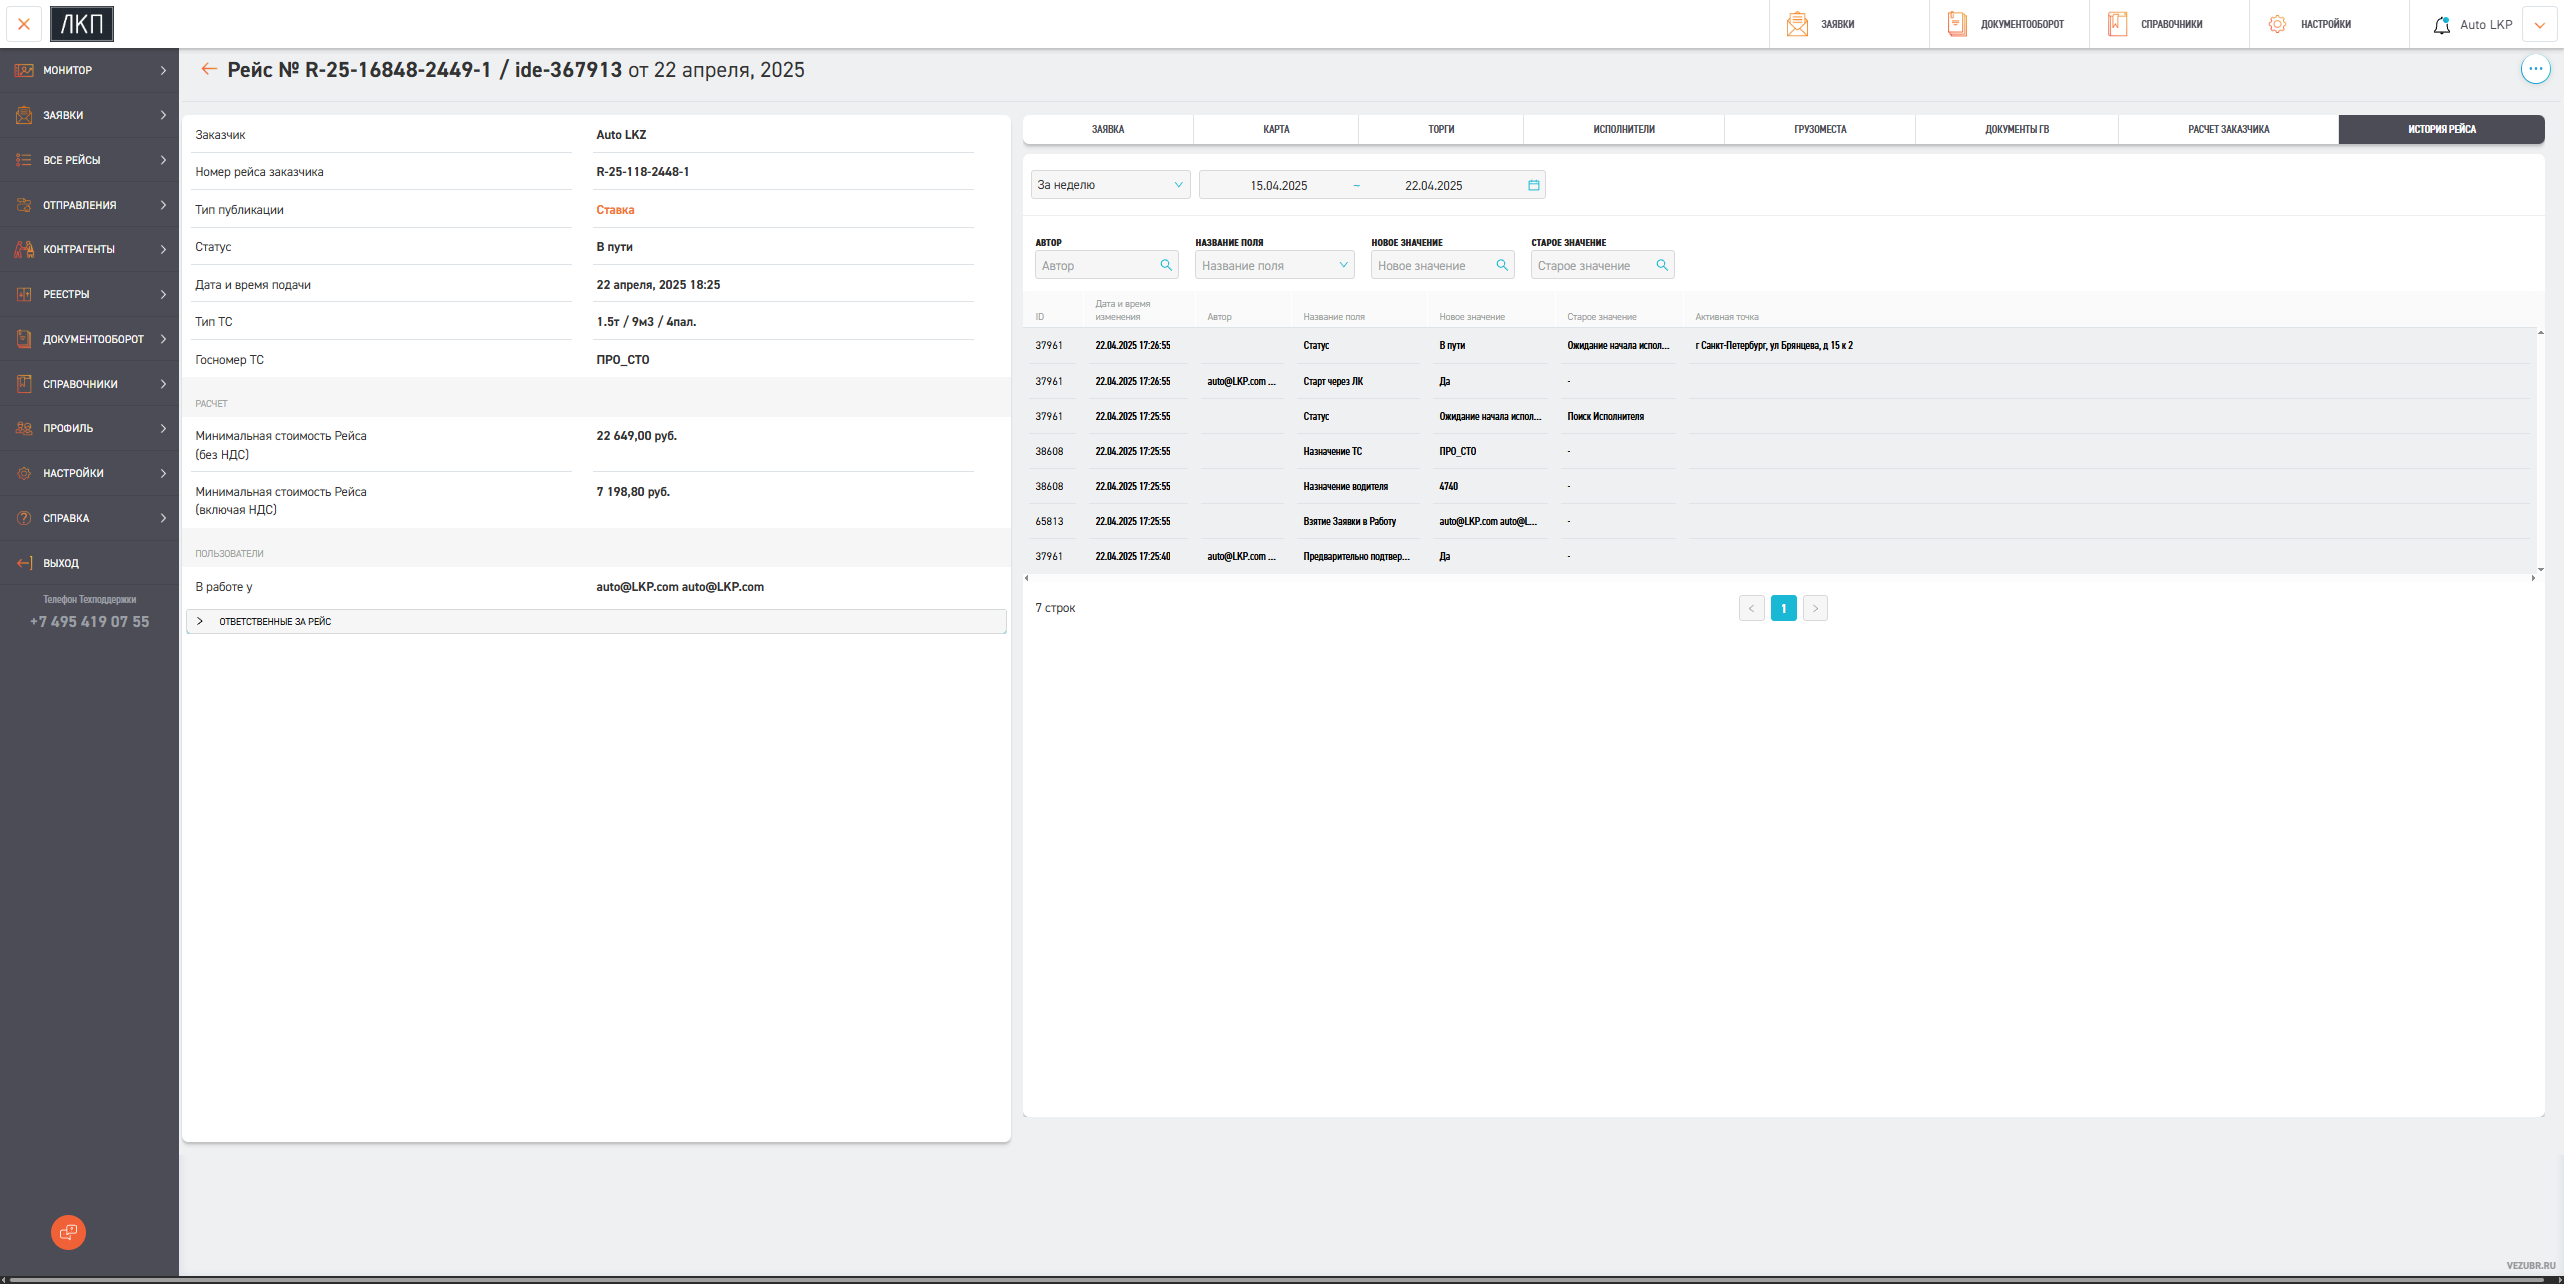 ЛКП
ЗАЯВКИ
ДОКУМЕНТООБОРОТ
СПРАВОЧНИКИ
НАСТРОЙКИ
Auto LKP
МОНИТОР
ЗАЯВКИ
ВСЕ РЕЙСЫ
ОТПРАВЛЕНИЯ
КОНТРАГЕНТЫ
РЕЕСТРЫ
ДОКУМЕНТООБОРОТ
СПРАВОЧНИКИ
ПРОФИЛЬ
НАСТРОЙКИ
СПРАВКА
ВЫХОД
Телефон Техподдержки
+7 495 419 07 55
Рейс № R-25-16848-2449-1 / ide-367913 от 22 апреля, 2025
Заказчик Auto LKZ
Номер рейса заказчика R-25-118-2448-1
Тип публикации Ставка
Статус В пути
Дата и время подачи 22 апреля, 2025 18:25
Тип ТС 1.5т / 9м3 / 4пал.
Госномер ТС ПРО_СТО
РАСЧЕТ
Минимальная стоимость Рейса 22 649,00 руб.
(без НДС)
Минимальная стоимость Рейса 7 198,80 руб.
(включая НДС)
ПОЛЬЗОВАТЕЛИ
В работе у auto@LKP.com auto@LKP.com
ОТВЕТСТВЕННЫЕ ЗА РЕЙС
ЗАЯВКА КАРТА ТОРГИ ИСПОЛНИТЕЛИ ГРУЗОМЕСТА ДОКУМЕНТЫ ГВ РАСЧЕТ ЗАКАЗЧИКА ИСТОРИЯ РЕЙСА
За неделю 15.04.2025 ~ 22.04.2025
АВТОР НАЗВАНИЕ ПОЛЯ НОВОЕ ЗНАЧЕНИЕ СТАРОЕ ЗНАЧЕНИЕ
Автор Название поля Новое значение Старое значение
ID Дата и время изменения Автор Название поля Новое значение Старое значение Активная точка
37961 22.04.2025 17:26:55 Статус В пути Ожидание начала испол... г Санкт-Петербург, ул Брянцева, д 15 к 2
37961 22.04.2025 17:26:55 auto@LKP.com ... Старт через ЛК Да -
37961 22.04.2025 17:25:55 Статус Ожидание начала испол... Поиск Исполнителя
38608 22.04.2025 17:25:55 Назначение ТС ПРО_СТО -
38608 22.04.2025 17:25:55 Назначение водителя 4740 -
65813 22.04.2025 17:25:55 Взятие Заявки в Работу auto@LKP.com auto@L... -
37961 22.04.2025 17:25:40 auto@LKP.com ... Предварительно подтвер... Да -
7 строк
< 1 >
VEZUBR.RU